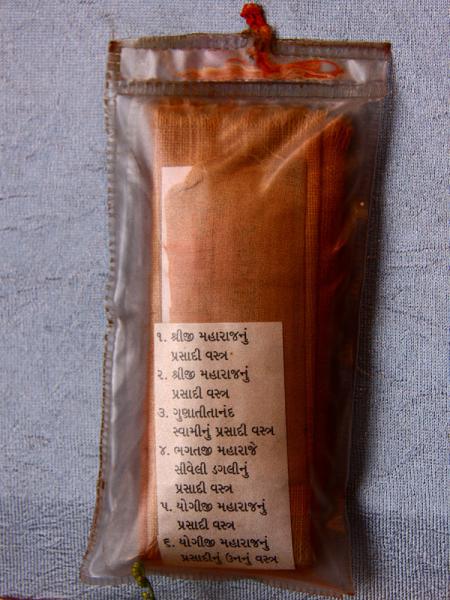 ૧. શ્રીજી મહારાજનું
પ્રસાદી વસ્ત્ર
૨. શ્રીજી મહારાજનું
પ્રસાદી વસ્ત્ર
૩. ગુણાતીતાનંદ
સ્વામીનું પ્રસાદી વસ્ત્ર
૪. ભગતજી મહારાજે
સીવેલી ડગલીનું
પ્રસાદી વસ્ત્ર
૫. યોગીજી મહારાજનું
પ્રસાદી વસ્ત્ર
૬. યોગીજી મહારાજનું
પ્રસાદીનું ઉનનું વસ્ત્ર